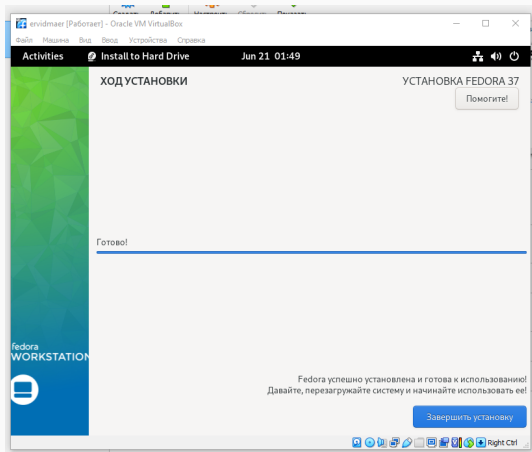 ervidmaer [Работает] - Oracle VM VirtualBox
Файл Машина Вид Ввод Устройства Справка
Activities Install to Hard Drive Jun 21 01:49
ХОД УСТАНОВКИ
УСТАНОВКА FEDORA 37
Помогите!
Готово!
fedora
WORKSTATION
Fedora успешно установлена и готова к использованию!
Давайте, перезагружайте систему и начинайте использовать ее!
Завершить установку
Right Ctrl